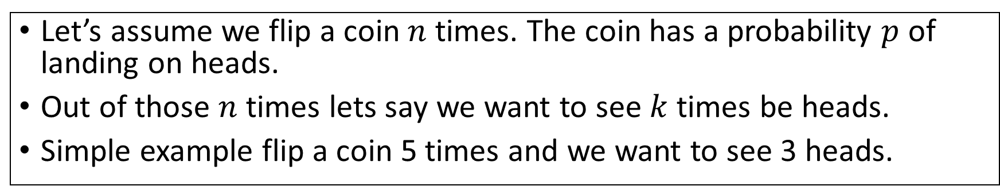 • Let’s assume we flip a coin n times. The coin has a probability p of
landing on heads.
• Out of those n times lets say we want to see k times be heads.
• Simple example flip a coin 5 times and we want to see 3 heads.